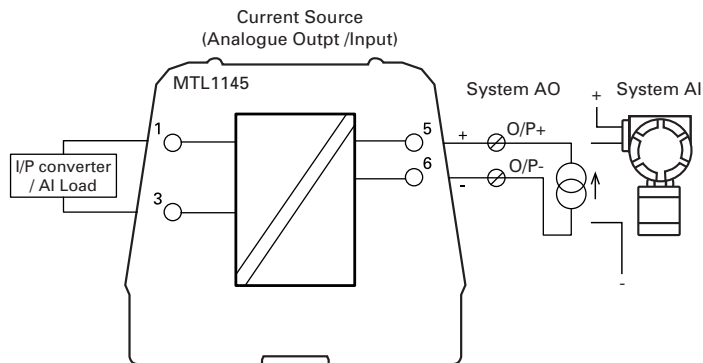 Current Source
(Analogue Outpt /Input)
MTL1145
System AO
System AI
1
5
+
O/P+
+
I/P converter
/ AI Load
6
O/P-
-
3
-